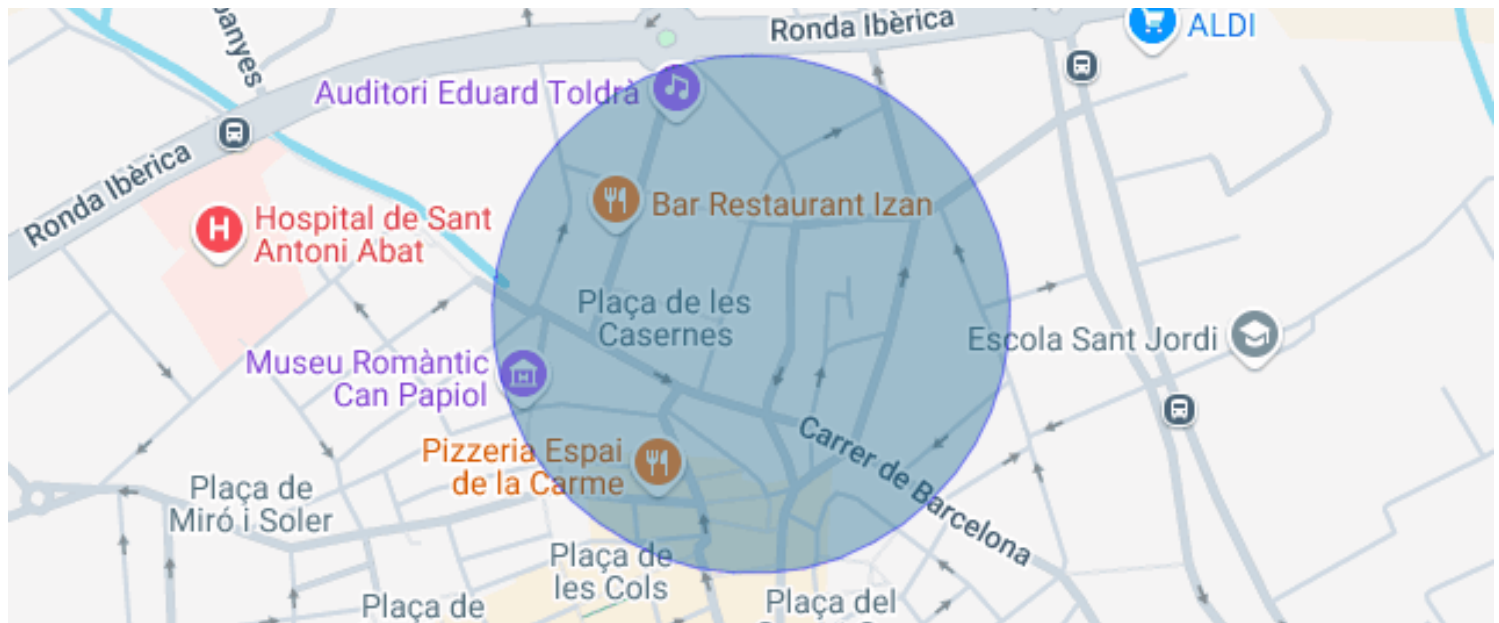 panyes
Ronda Ibèrica
ALDI
Auditori Eduard Toldrà
Ronda Ibèrica
Bar Restaurant Izan
H
Hospital de Sant
Antoni Abat
Plaça de les
Casernes
Escola Sant Jordi
Museu Romàntic
Can Papiol
Carrer de Barcelona
Pizzeria Espai
de la Carme
Plaça de
Miró i Soler
Plaça de
les Cols
Plaça de
Plaça del